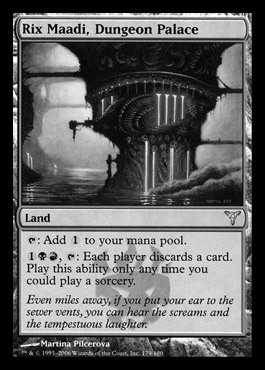 Rix Maadi, Dungeon Palace
Land
: Add 1 to your mana pool.
1BR, : Each player discards a card.
Play this ability only any time you
could play a sorcery.
Even miles away, if you put your ear to the
sewer vents, you can hear the screams and
the tempestuous laughter.
Martina Pilcerova
™ & © 1993–2006 Wizards of the Coast, Inc. 179/180